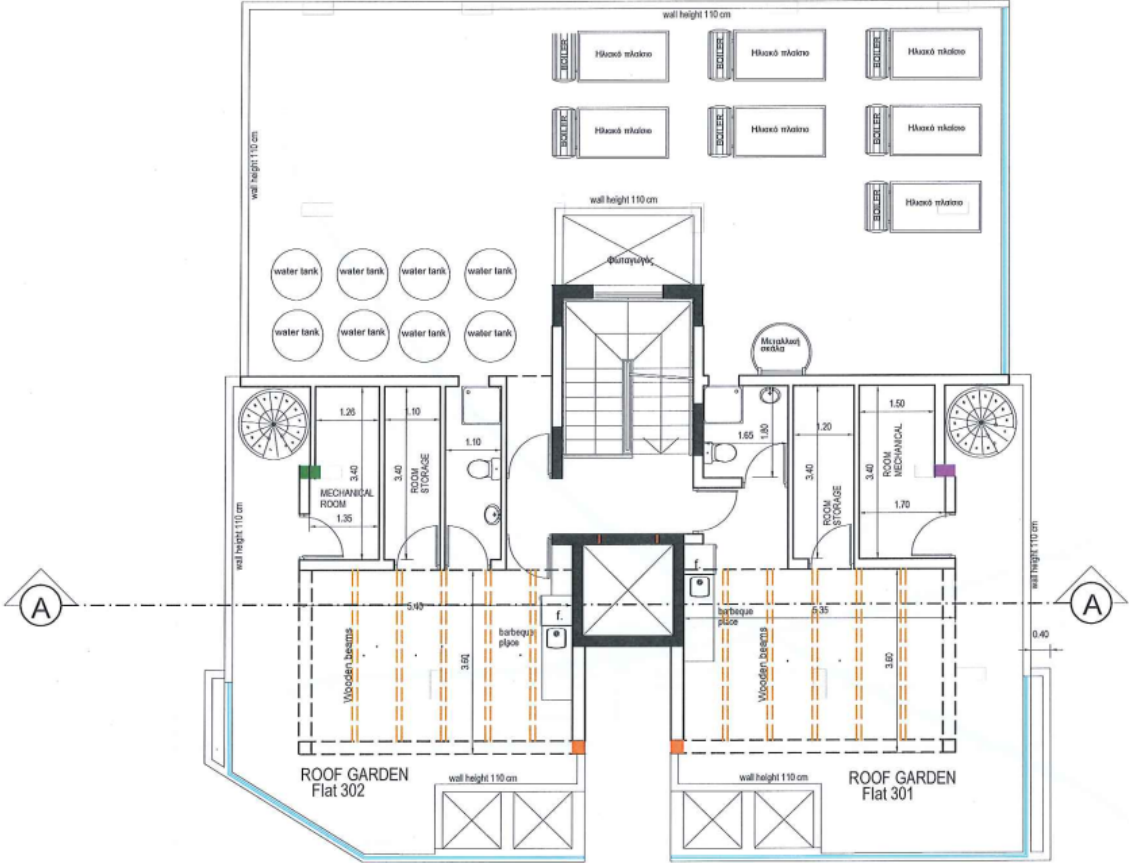 wall height 110 cm
BOILER
Ηλιακό πλαίσιο
BOILER
Ηλιακό πλαίσιο
BOILER
Ηλιακό πλαίσιο
BOILER
Ηλιακό πλαίσιο
BOILER
Ηλιακό πλαίσιο
BOILER
Ηλιακό πλαίσιο
wall height 110 cm
BOILER
Ηλιακό πλαίσιο
wall height 110 cm
Φωταγωγός
water tank
water tank
water tank
water tank
water tank
water tank
water tank
water tank
Μεταλλική
σκάλα
1.26
1.10
1.10
1.65
1.80
1.20
1.50
3.40
3.40
ROOM
STORAGE
3.40
3.40
ROOM
MECHANICAL
MECHANICAL
ROOM
1.35
ROOM
STORAGE
1.70
wall height 110 cm
wall height 110 cm
f.
A
5.40
f.
barbeque
place
barbeque
place
5.35
A
0.40
Wooden beams
3.60
Wooden beams
3.60
ROOF GARDEN
Flat 302
wall height 110 cm
wall height 110 cm
ROOF GARDEN
Flat 301